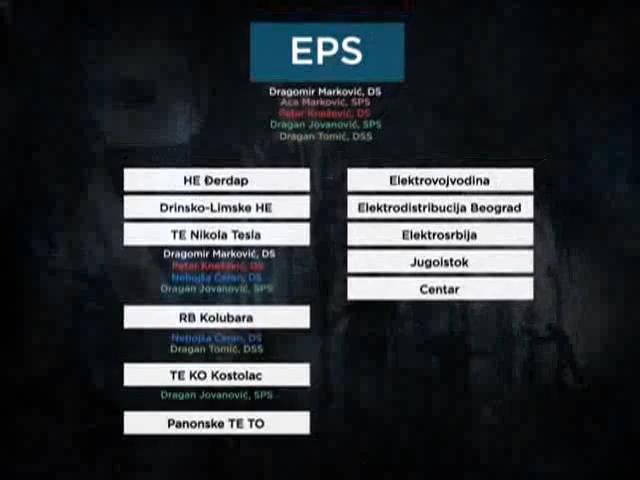 EPS
Dragomir Marković, DS
Aca Marković, SPS
Petar Knežević, DS
Dragan Jovanović, SPS
Dragan Tomić, DSS
HE Đerdap
Drinsko-Limske HE
TE Nikola Tesla
Dragomir Marković, DS
Petar Knežević, DS
Nebojša Ćeran, DS
Dragan Jovanović, SPS
RB Kolubara
Nebojša Ćeran, DS
Dragan Tomić, DSS
TE KO Kostolac
Dragan Jovanović, SPS
Panonske TE TO
Elektrovojvodina
Elektrodistribucija Beograd
Elektrosrbija
Jugoistok
Centar